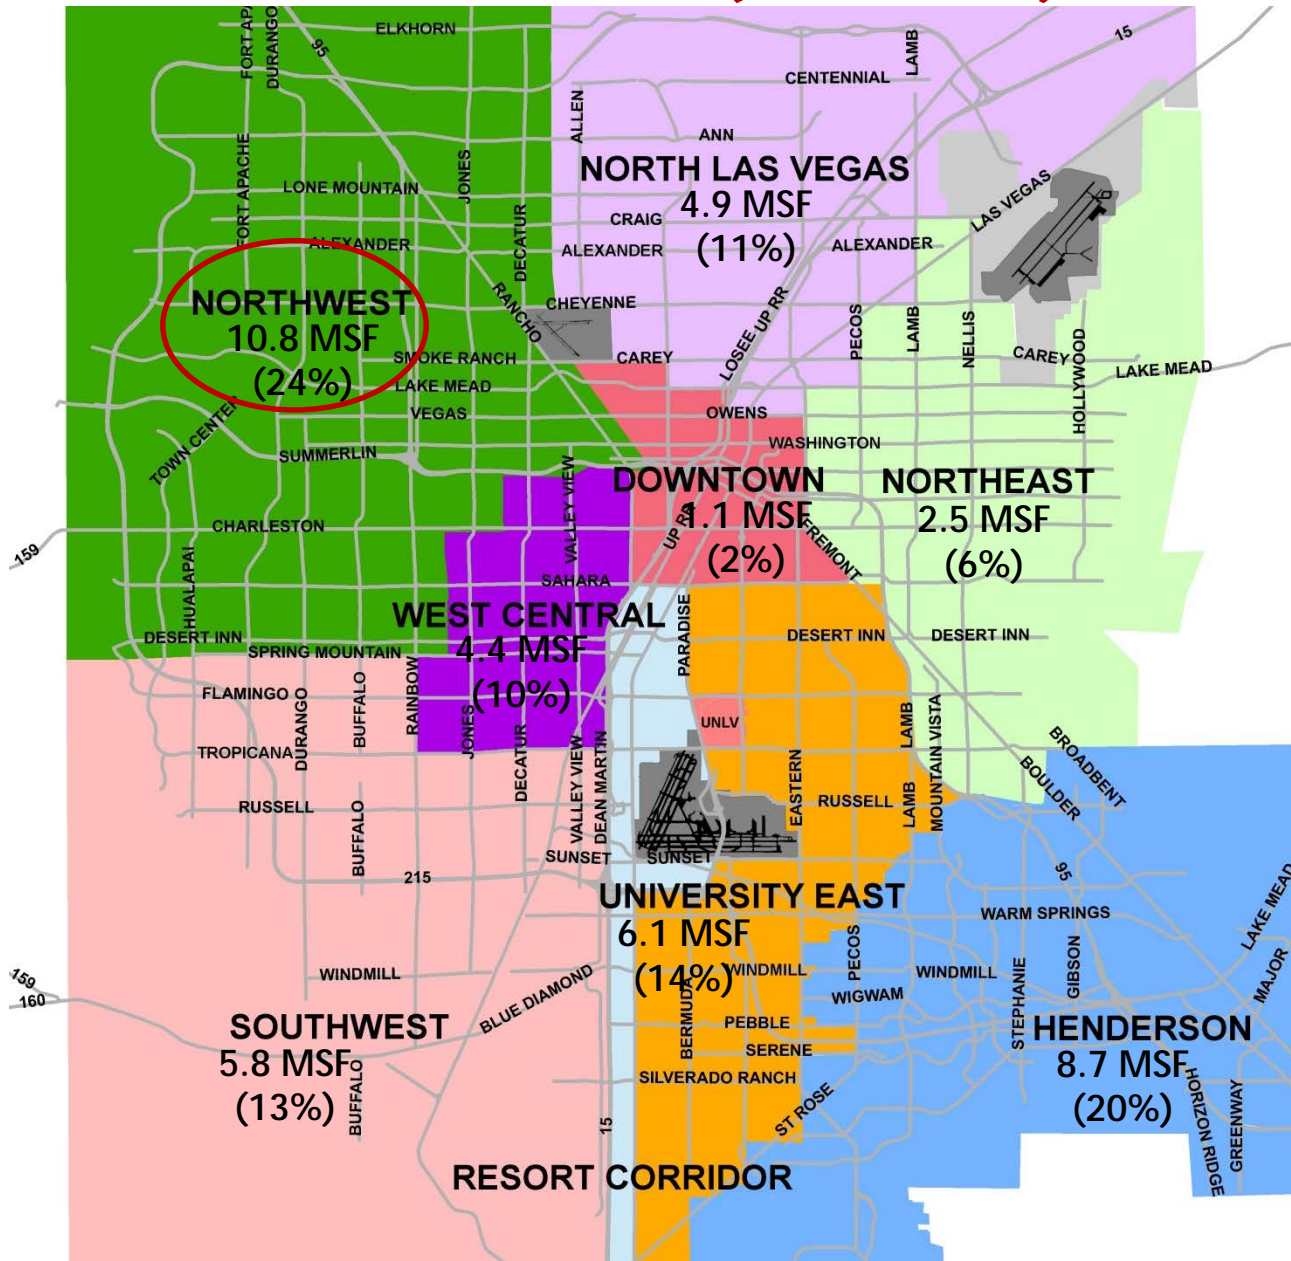 ELKHORN
FORT AP
DURANGO
95
LAMB
15
CENTENNIAL
ALLEN
ANN
NORTH LAS VEGAS
4.9 MSF
(11%)
FORT APACHE
LONE MOUNTAIN
JONES
DECATUR
CRAIG
LAS VEGAS
ALEXANDER
ALEXANDER
ALEXANDER
NORTHWEST
10.8 MSF
(24%)
RANCHO
CHEYENNE
LOSEE
UP RR
PECOS
LAMB
NELLIS
HOLLYWOOD
SMOKE RANCH
CAREY
CAREY
LAKE MEAD
LAKE MEAD
VEGAS
OWENS
TOWN CENTER
SUMMERLIN
WASHINGTON
VALLEY VIEW
DOWNTOWN
1.1 MSF
(2%)
NORTHEAST
2.5 MSF
(6%)
CHARLESTON
UP RR
FREMONT
159
HUALAPAI
SAHARA
WEST CENTRAL
4.4 MSF
(10%)
PARADISE
DESERT INN
DESERT INN
DESERT INN
SPRING MOUNTAIN
FLAMINGO
DURANGO
BUFFALO
RAINBOW
JONES
DECATUR
UNLV
LAMB
MOUNTAIN VISTA
TROPICANA
VALLEY VIEW
DEAN MARTIN
EASTERN
BROADBENT
BOULDER
RUSSELL
BUFFALO
RUSSELL
LAMB
SUNSET
SUNSET
215
95
UNIVERSITY EAST
6.1 MSF
(14%)
WARM SPRINGS
LAKE MEAD
PECOS
159
160
WINDMILL
BLUE DIAMOND
WINDMILL
WINDMILL
STEPHANIE
GIBSON
MAJOR
WIGWAM
BERMUDA
PEBBLE
SERENE
SOUTHWEST
5.8 MSF
(13%)
BUFFALO
HENDERSON
8.7 MSF
(20%)
SILVERADO RANCH
15
ST ROSE
HORIZON RIDGE
GREENWAY
RESORT CORRIDOR